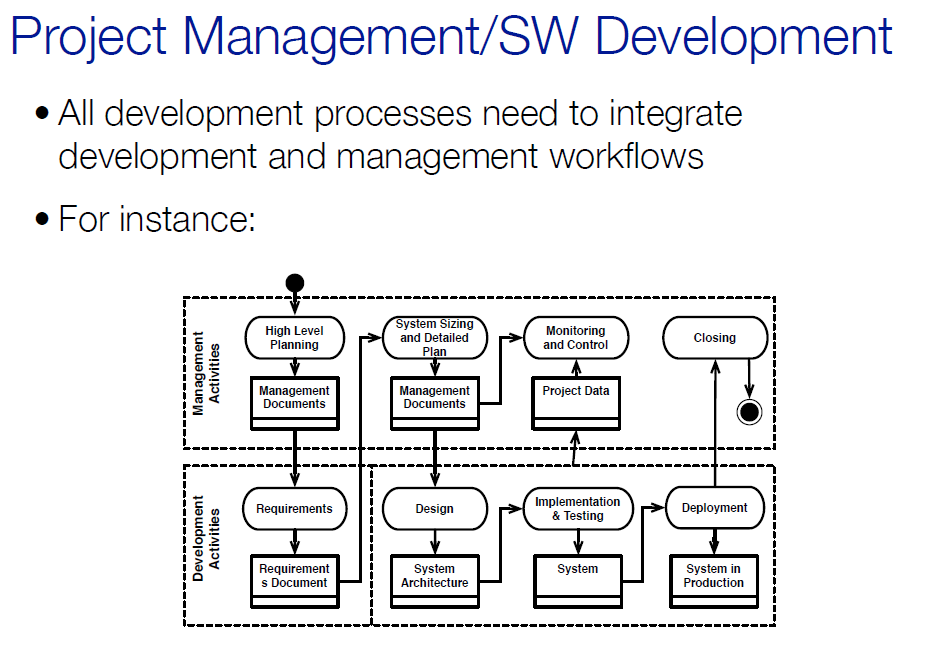 Project Management/SW Development
• All development processes need to integrate
development and management workflows
• For instance:
Management
Activities
High Level
Planning
System Sizing
and Detailed
Plan
Monitoring
and Control
Closing
Management
Documents
Management
Documents
Project Data
Development
Activities
Requirements
Design
Implementation
& Testing
Deployment
Requirement
s Document
System
Architecture
System
System in
Production